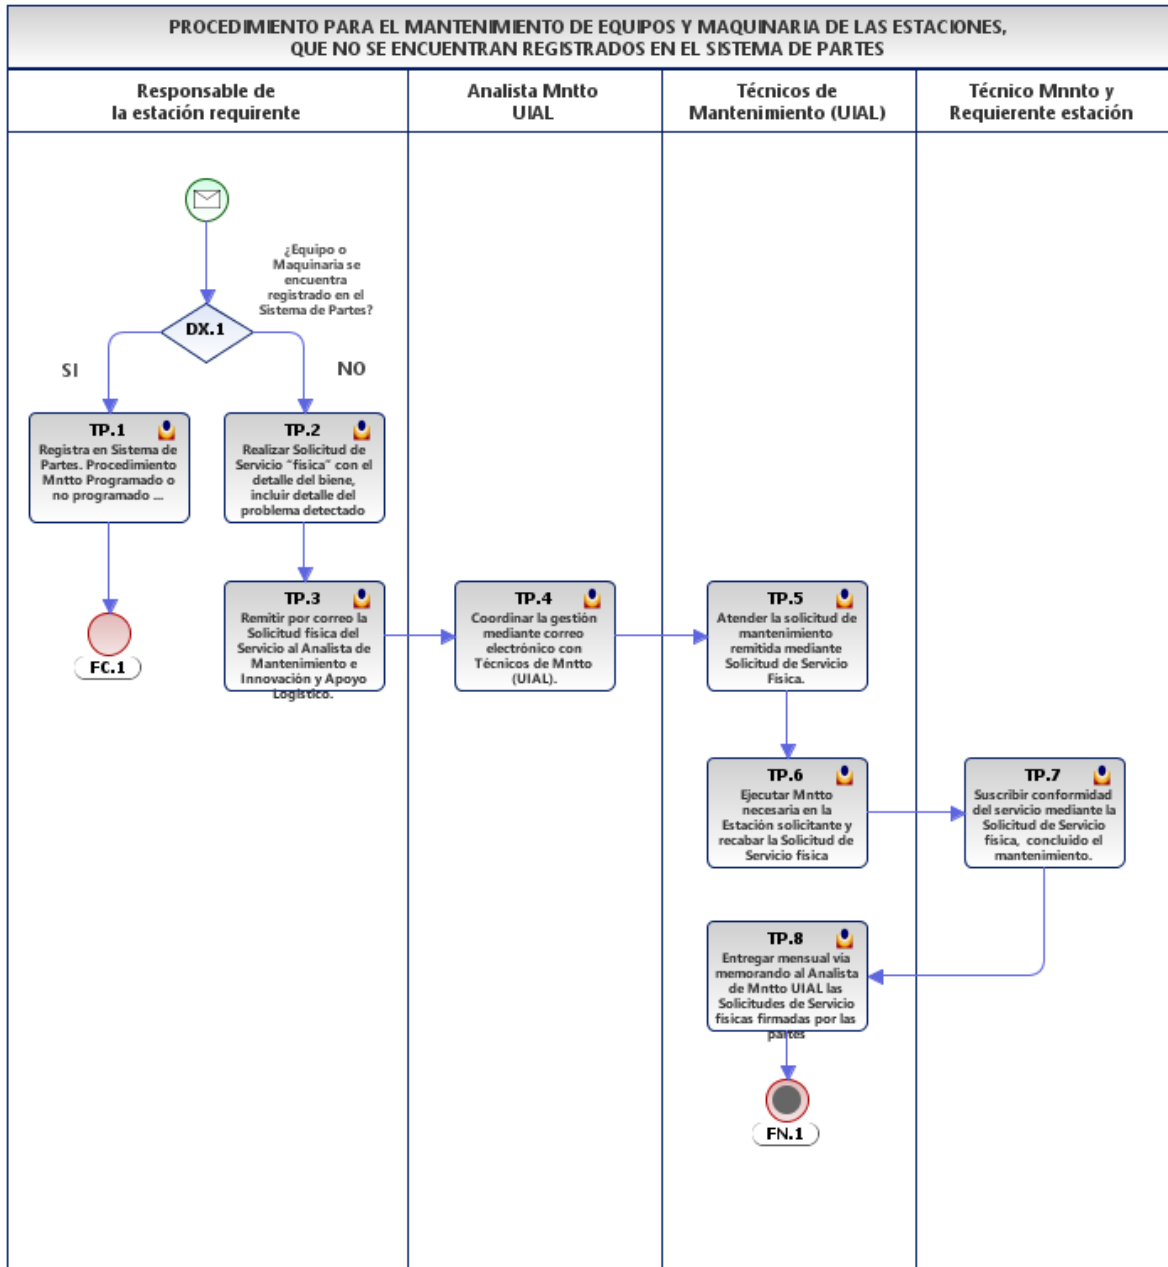 PROCEDIMIENTO PARA EL MANTENIMIENTO DE EQUIPOS Y MAQUINARIA DE LAS ESTACIONES,
QUE NO SE ENCUENTRAN REGISTRADOS EN EL SISTEMA DE PARTES
Responsable de
la estación requirente
Analista Mntto
UIAL
Técnicos de
Mantenimiento (UIAL)
Técnico Mnnto y
Requierente estación
¿Equipo o
Maquinaria se
encuentra
registrado en el
Sistema de Partes?
DX.1
SI
NO
TP.1
Registra en Sistema de
Partes. Procedimiento
Mntto Programado o
no programado ...
TP.2
Realizar Solicitud de
Servicio "física" con el
detalle del biene,
incluir detalle del
problema detectado
FC.1
TP.3
Remitir por correo la
Solicitud física del
Servicio al Analista de
Mantenimiento e
Innovación y Apoyo
Logístico.
TP.4
Coordinar la gestión
mediante correo
electrónico con
Técnicos de Mntto
(UIAL).
TP.5
Atender la solicitud de
mantenimiento
remitida mediante
Solicitud de Servicio
Física.
TP.6
Ejecutar Mntto
necesaria en la
Estación solicitante y
recabar la Solicitud de
Servicio física
TP.7
Suscribir conformidad
del servicio mediante la
Solicitud de Servicio
física, concluido el
mantenimiento.
TP.8
Entregar mensual vía
memorando al Analista
de Mntto UIAL las
Solicitudes de Servicio
físicas firmadas por las
partes
FN.1